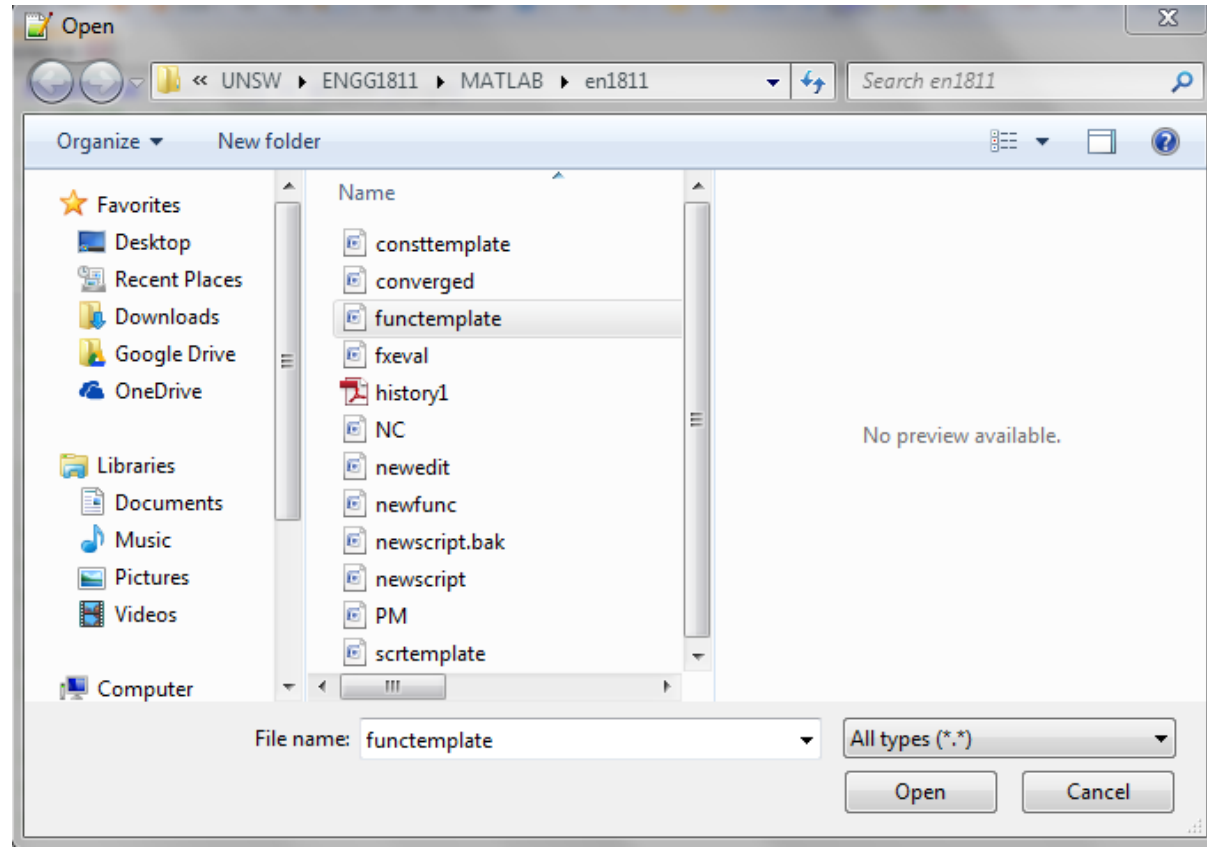 Open
« UNSW ▸ ENGG1811 ▸ MATLAB ▸ en1811
Search en1811
Organize
New folder
Favorites
Desktop
Recent Places
Downloads
Google Drive
OneDrive
Libraries
Documents
Music
Pictures
Videos
Computer
Name
consttemplate
converged
functemplate
fxeval
history1
NC
newedit
newfunc
newscript.bak
newscript
PM
scrtemplate
No preview available.
File name: functemplate
All types (*.*)
Open
Cancel